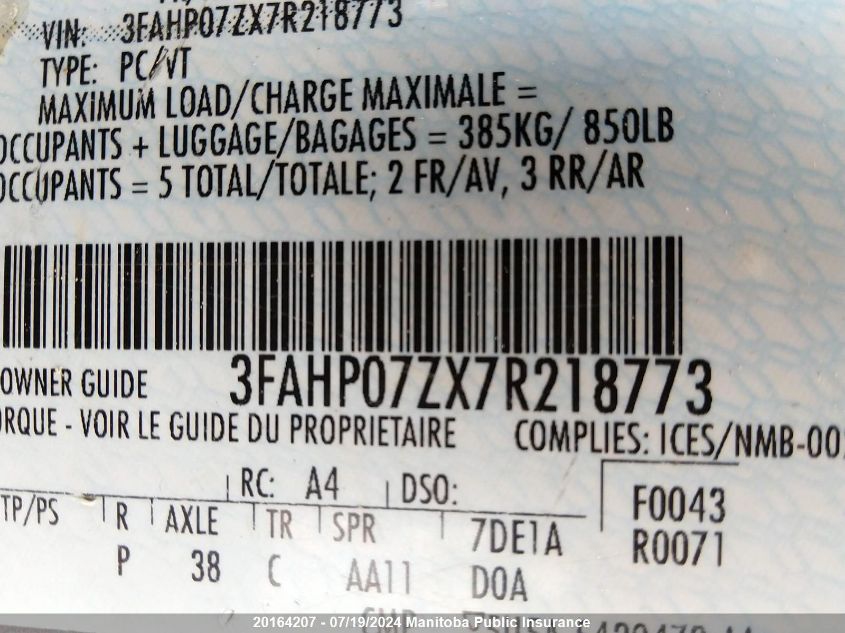 VIN: 3FAHP07ZX7R218773
TYPE: PC/VT
MAXIMUM LOAD/CHARGE MAXIMALE =
OCCUPANTS + LUGGAGE/BAGAGES = 385KG/ 850LB
OCCUPANTS = 5 TOTAL/TOTALE; 2 FR/AV, 3 RR/AR
OWNER GUIDE 3FAHP07ZX7R218773
ORQUE - VOIR LE GUIDE DU PROPRIETAIRE COMPLIES: ICES/NMB-00
RC: A4 DSO: F0043
TP/PS R AXLE TR SPR 7DE1A R0071
P 38 C AA11 D0A
20164207 - 07/19/2024 Manitoba Public Insurance